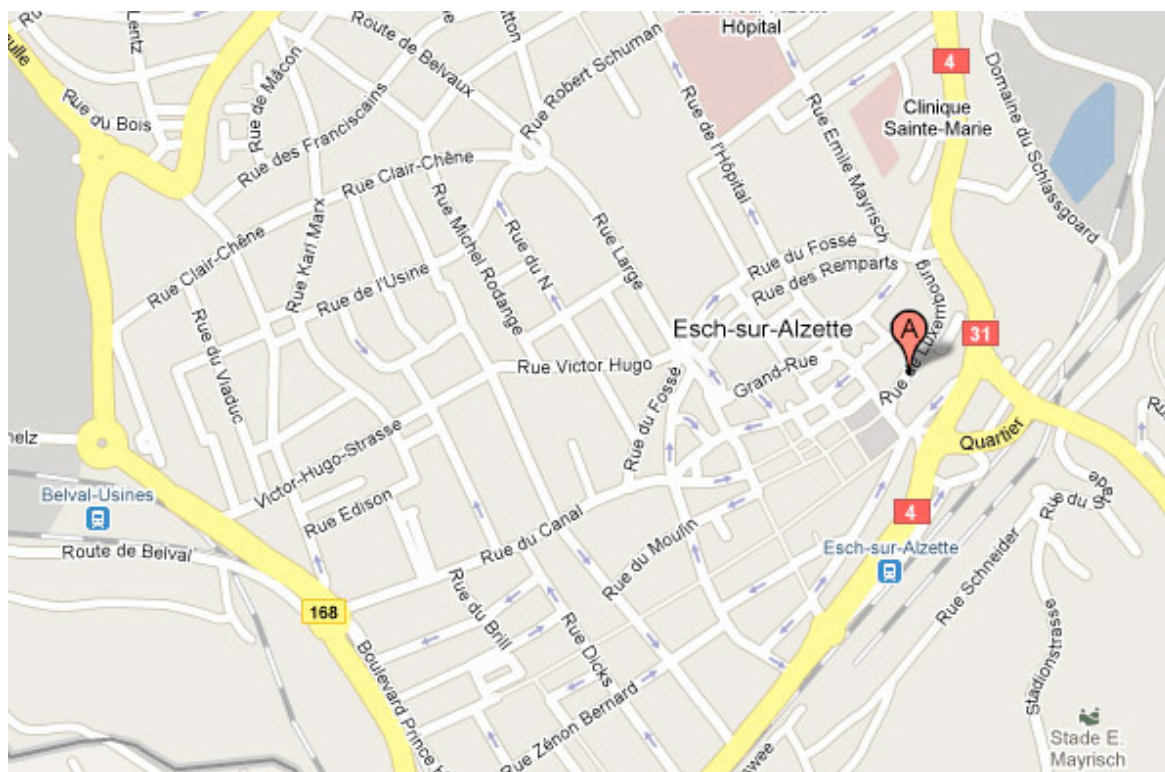 Lentz
Route de Belvaux
Rue de Mâcon
Rue du Bois
Rue des Franciscains
Rue Robert Schuman
Hôpital
4
Domaine du Schlassgoard
Clinique
Sainte-Marie
Rue Emile Mayrisch
Rue de l'Hôpital
Rue Clair-Chêne
Rue Clair-Chêne
Rue Karl Marx
Rue Michel Rodange
Rue du N
Rue Large
Rue de l'Usine
Rue du Fossé
Rue des Remparts
Rue du Viaduc
Esch-sur-Alzette
A
Rue de Luxembourg
31
Rue Victor Hugo
Grand-Rue
Rue du Fossé
Victor-Hugo-Strasse
Quartier
Belval-Usines
Rue Edison
Rue du Canal
Rue du Moulin
4
Esch-sur-Alzette
Rue du Stade
Rue Schneider
Route de Belval
168
Rue du Brill
Rue Dicks
Boulevard Prince H
Rue Zénon Bernard
Stadionstrasse
Stade E.
Mayrisch